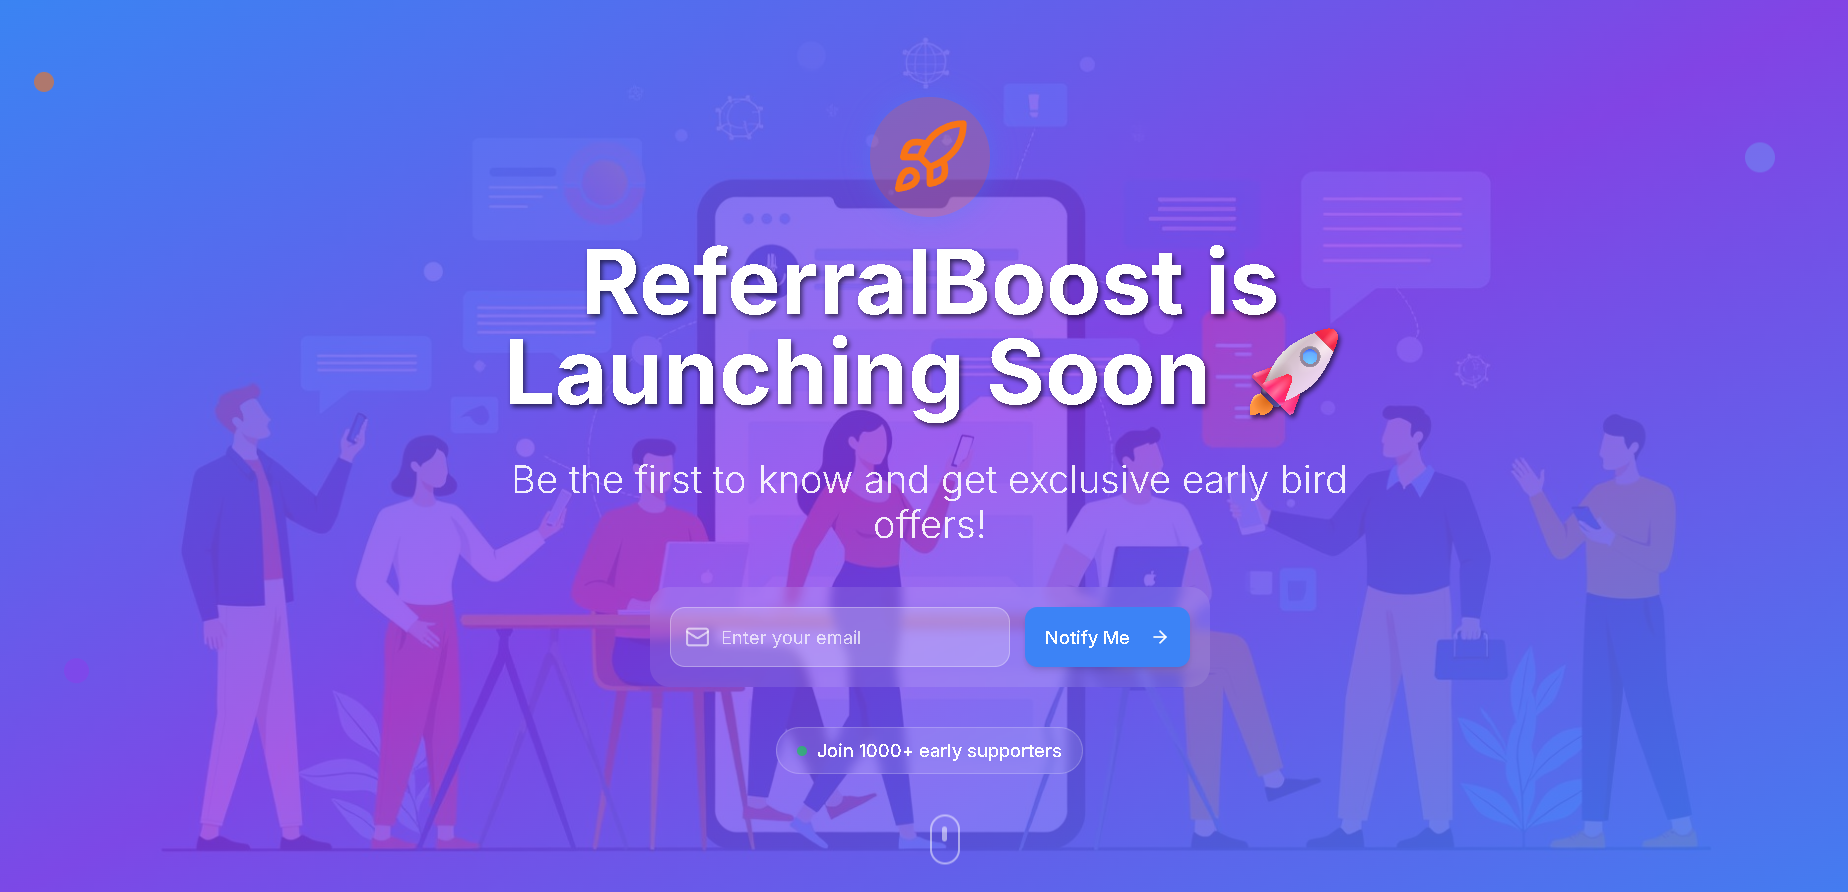 ReferralBoost is
Launching Soon 🚀
Be the first to know and get exclusive early bird
offers!
Enter your email
Notify Me →
Join 1000+ early supporters